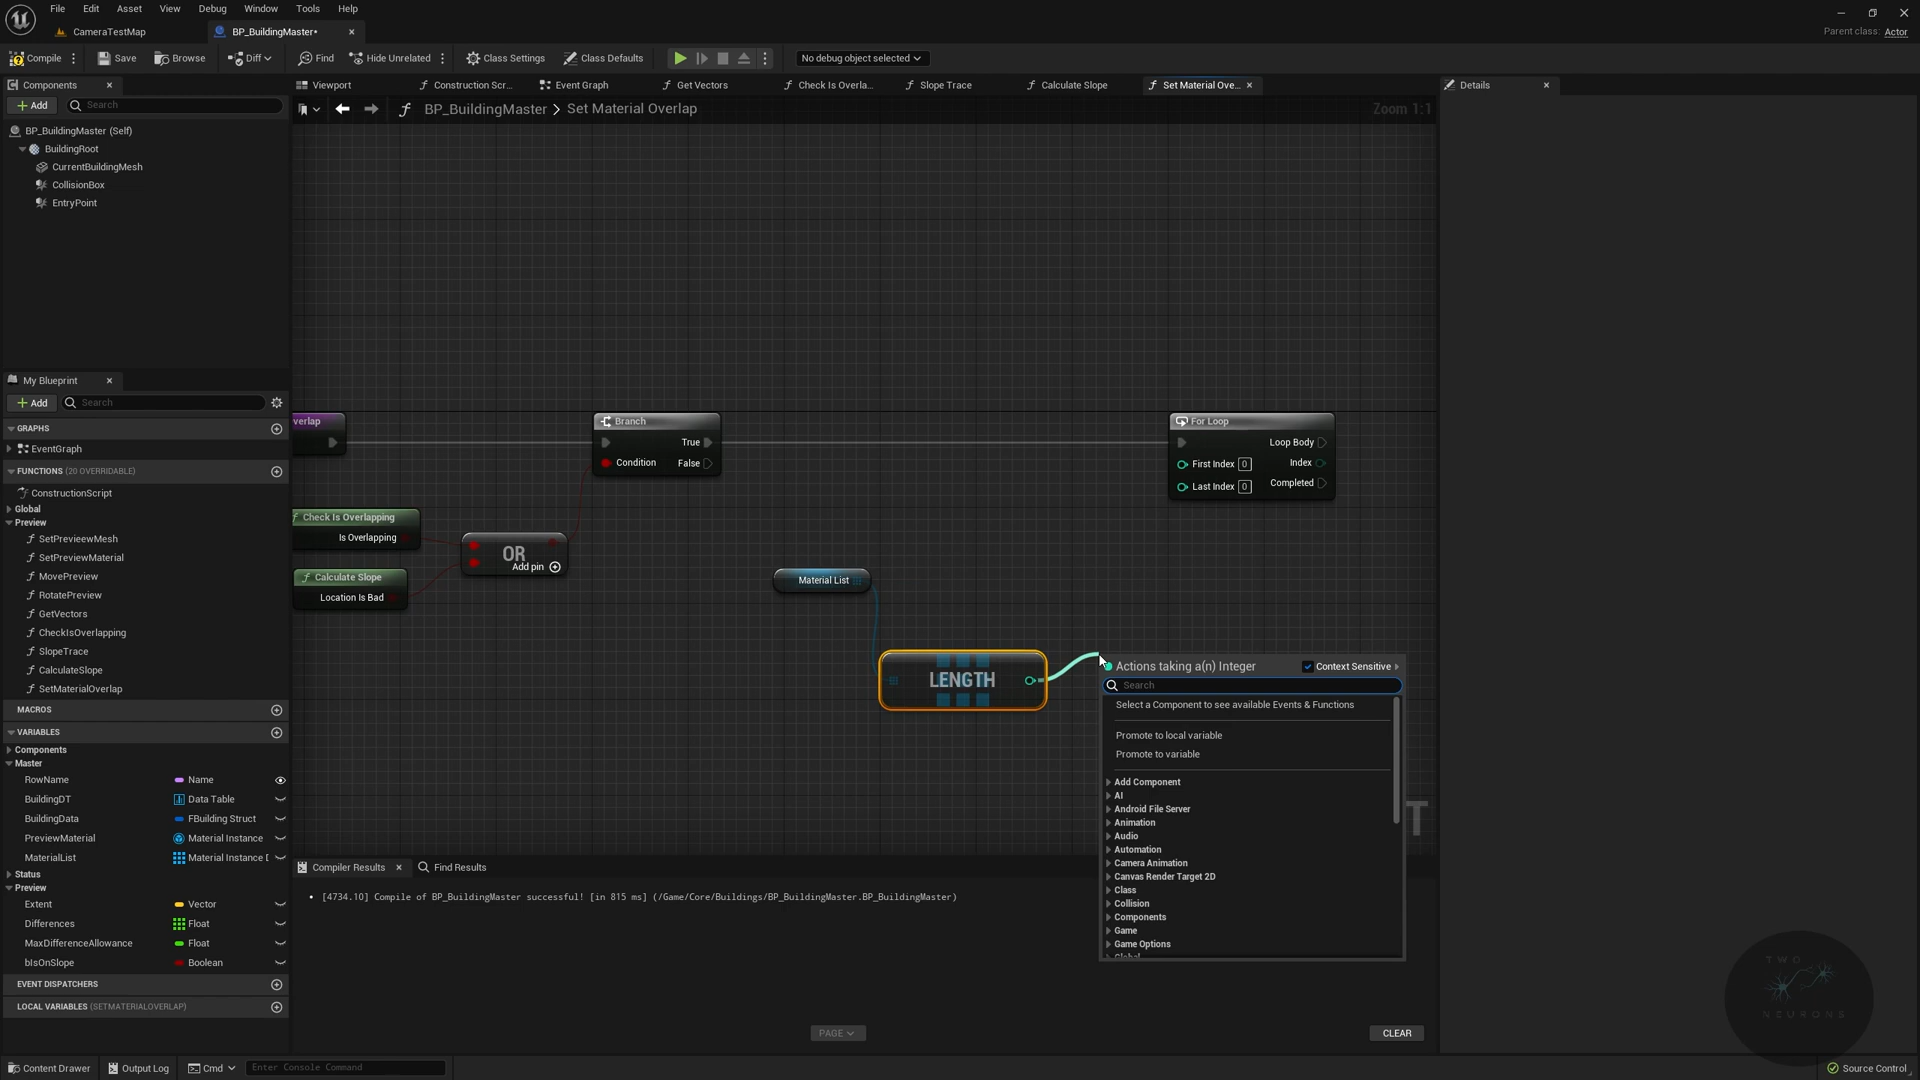 File Edit Asset View Debug Window Tools Help
CameraTestMap
BP_BuildingMaster•
Parent class: Actor
Compile Save Browse Diff Find Hide Unrelated Class Settings Class Defaults No debug object selected
Components
Viewport Construction Scr... Event Graph Get Vectors Check Is Overla... Slope Trace Calculate Slope Set Material Ove... Details
Add Search
BP_BuildingMaster > Set Material Overlap Zoom 1:1
BP_BuildingMaster (Self)
BuildingRoot
CurrentBuildingMesh
CollisionBox
EntryPoint
My Blueprint
Add Search
GRAPHS
EventGraph
FUNCTIONS (20 OVERRIDABLE)
ConstructionScript
Global
Preview
SetPrevieewMesh
SetPreviewMaterial
MovePreview
RotatePreview
GetVectors
CheckIsOverlapping
SlopeTrace
CalculateSlope
SetMaterialOverlap
MACROS
VARIABLES
Components
Master
RowName Name
BuildingDT Data Table
BuildingData FBuilding Struct
PreviewMaterial Material Instance
MaterialList Material Instance D
Status
Preview
Extent Vector
Differences Float
MaxDifferenceAllowance Float
bIsOnSlope Boolean
EVENT DISPATCHERS
LOCAL VARIABLES (SETMATERIALOVERLAP)
verlap
Branch
True
Condition False
For Loop
Loop Body
First Index 0 Index
Last Index 0 Completed
Check Is Overlapping
Is Overlapping
OR
Add pin
Calculate Slope
Location Is Bad
Material List
LENGTH
Actions taking a(n) Integer Context Sensitive
Search
Select a Component to see available Events & Functions
Promote to local variable
Promote to variable
Add Component
AI
Android File Server
Animation
Audio
Automation
Camera Animation
Canvas Render Target 2D
Class
Collision
Components
Game
Game Options
Global
T
Compiler Results Find Results
[4734.10] Compile of BP_BuildingMaster successful! [in 815 ms] (/Game/Core/Buildings/BP_BuildingMaster.BP_BuildingMaster)
PAGE CLEAR
TWO
NEURONS
Content Drawer Output Log Cmd Enter Console Command Source Control